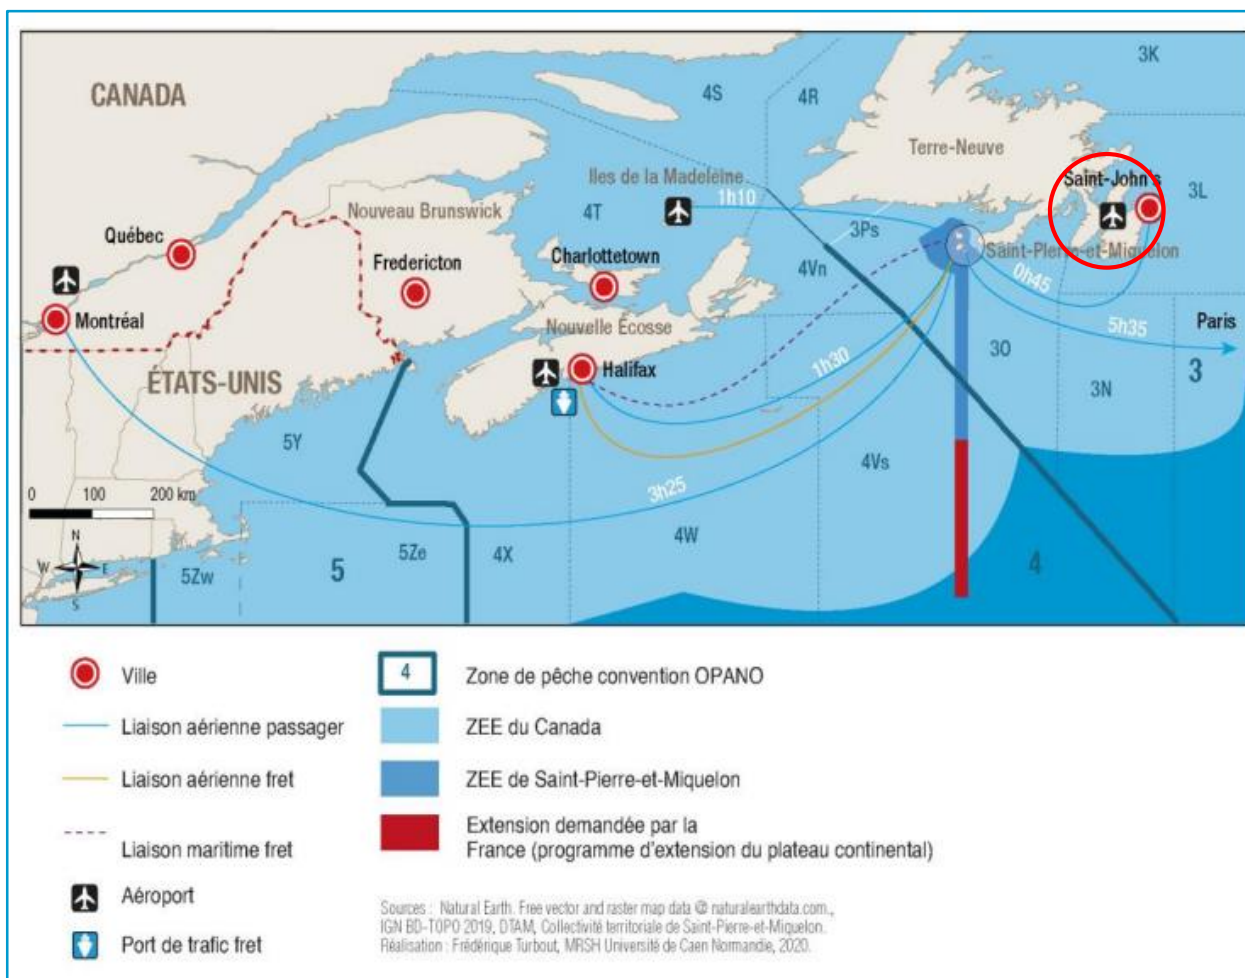 CANADA
4S
4R
3K
Terre-Neuve
Iles de la Madeleine
1h10
Saint-John's
3L
Nouveau Brunswick
4T
3Ps
Québec
Fredericton
Charlottetown
4Vn
Saint-Pierre-et-Miquelon
0h45
Montréal
Nouvelle Écosse
5h35
Paris
ÉTATS-UNIS
Halifax
1h30
3O
3N
3
5Y
4Vs
3h25
0 100 200 km
N
W E
S
5Zw
5
5Ze
4X
4W
4
Ville
4 Zone de pêche convention OPANO
Liaison aérienne passager
ZEE du Canada
Liaison aérienne fret
ZEE de Saint-Pierre-et-Miquelon
Liaison maritime fret
Extension demandée par la
France (programme d'extension du plateau continental)
Aéroport
Port de trafic fret
Sources : Natural Earth. Free vector and raster map data @ naturalearthdata.com.,
IGN BD-TOPO 2019, DTAM, Collectivité territoriale de Saint-Pierre-et-Miquelon.
Réalisation : Frédérique Turbout, MRSH Université de Caen Normandie, 2020.